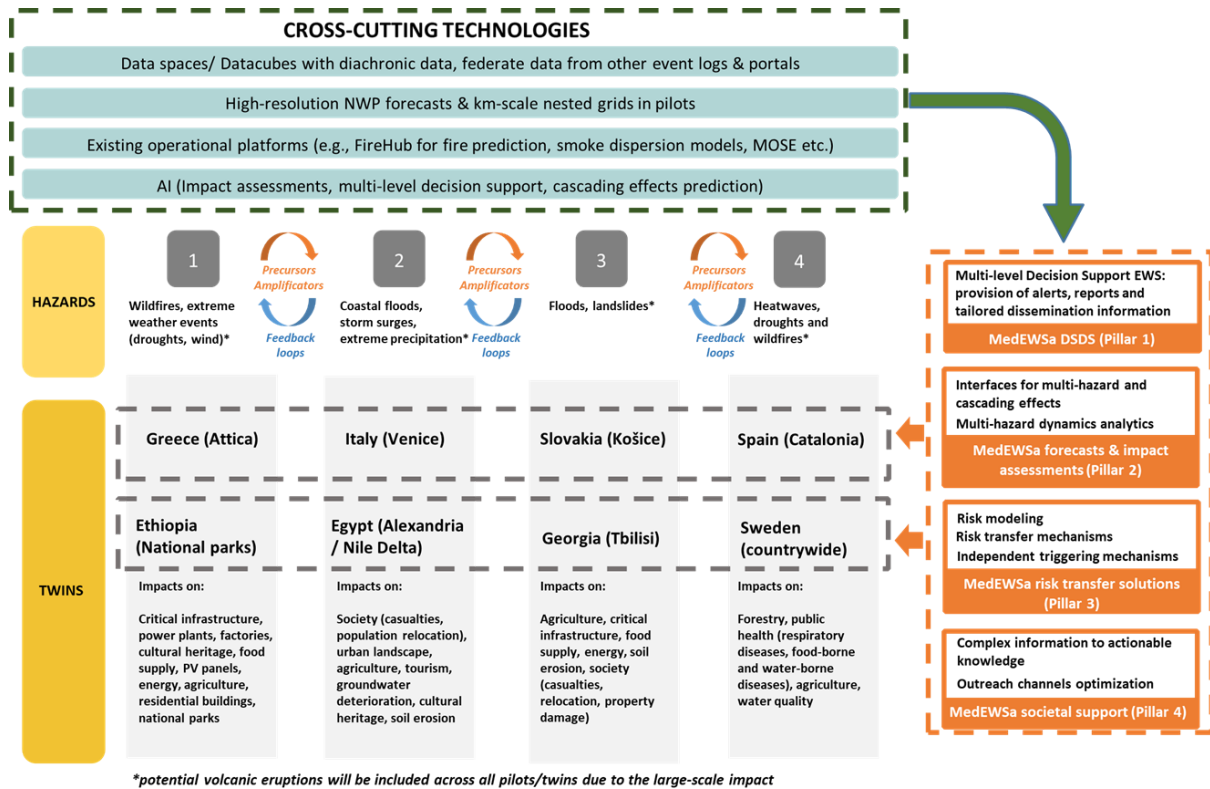 CROSS-CUTTING TECHNOLOGIES
Data spaces/ Datacubes with diachronic data, federate data from other event logs & portals
High-resolution NWP forecasts & km-scale nested grids in pilots
Existing operational platforms (e.g., FireHub for fire prediction, smoke dispersion models, MOSE etc.)
AI (Impact assessments, multi-level decision support, cascading effects prediction)
HAZARDS
1
Wildfires, extreme
weather events
(droughts, wind)*
Precursors
Amplificators
Feedback
loops
2
Coastal floods,
storm surges,
extreme precipitation*
Precursors
Amplificators
Feedback
loops
3
Floods, landslides*
Precursors
Amplificators
Feedback
loops
4
Heatwaves,
droughts and
wildfires*
TWINS
Greece (Attica)
Italy (Venice)
Slovakia (Košice)
Spain (Catalonia)
Ethiopia
(National parks)
Egypt (Alexandria
/ Nile Delta)
Georgia (Tbilisi)
Sweden
(countrywide)
Impacts on:
Critical infrastructure,
power plants, factories,
cultural heritage, food
supply, PV panels,
energy, agriculture,
residential buildings,
national parks
Impacts on:
Society (casualties,
population relocation),
urban landscape,
agriculture, tourism,
groundwater
deterioration, cultural
heritage, soil erosion
Impacts on:
Agriculture, critical
infrastructure, food
supply, energy, soil
erosion, society
(casualties,
relocation, property
damage)
Impacts on:
Forestry, public
health (respiratory
diseases, food-borne
and water-borne
diseases), agriculture,
water quality
Multi-level Decision Support EWS:
provision of alerts, reports and
tailored dissemination information
MedEWSa DSDS (Pillar 1)
Interfaces for multi-hazard and
cascading effects
Multi-hazard dynamics analytics
MedEWSa forecasts & impact
assessments (Pillar 2)
Risk modeling
Risk transfer mechanisms
Independent triggering mechanisms
MedEWSa risk transfer solutions
(Pillar 3)
Complex information to actionable
knowledge
Outreach channels optimization
MedEWSa societal support (Pillar 4)
*potential volcanic eruptions will be included across all pilots/twins due to the large-scale impact